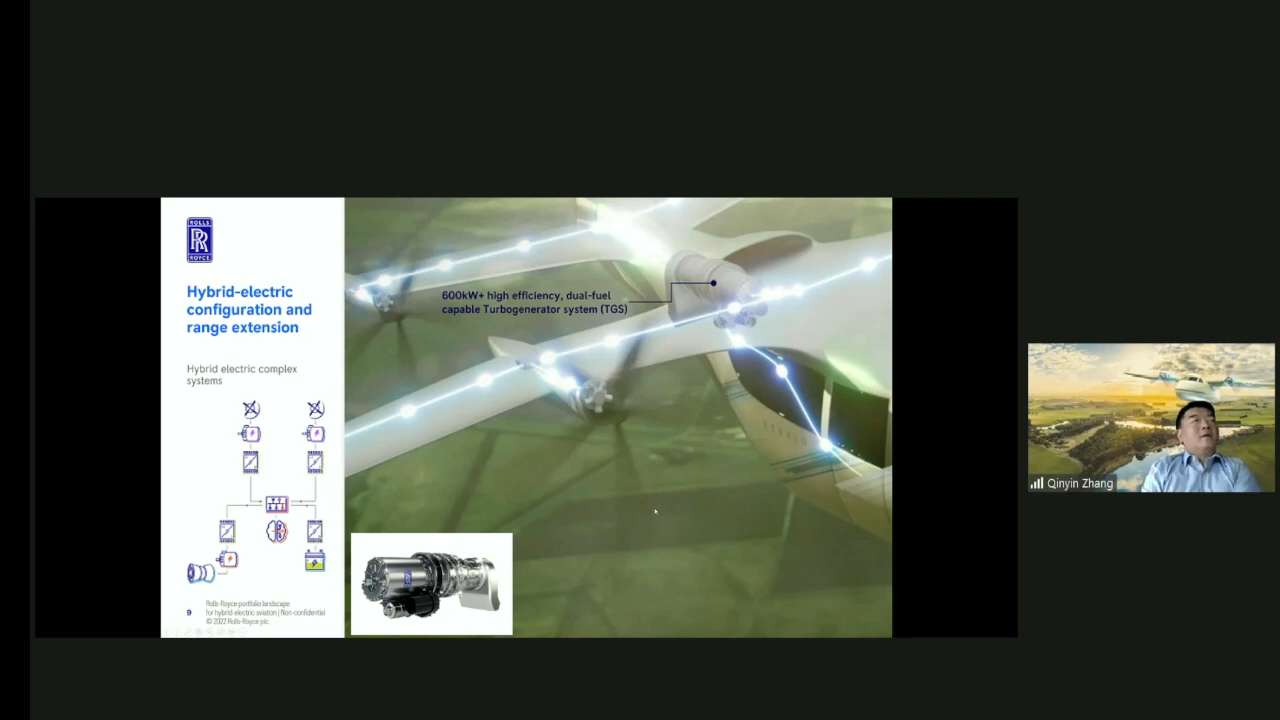 ROLLS
RR
ROYCE
Hybrid-electric
configuration and
range extension
Hybrid electric complex
systems
9
Rolls-Royce portfolio landscape
for hybrid-electric aviation | Non-confidential
© 2022 Rolls-Royce plc
600kW+ high efficiency, dual-fuel
capable Turbogenerator system (TGS)
Qinyin Zhang